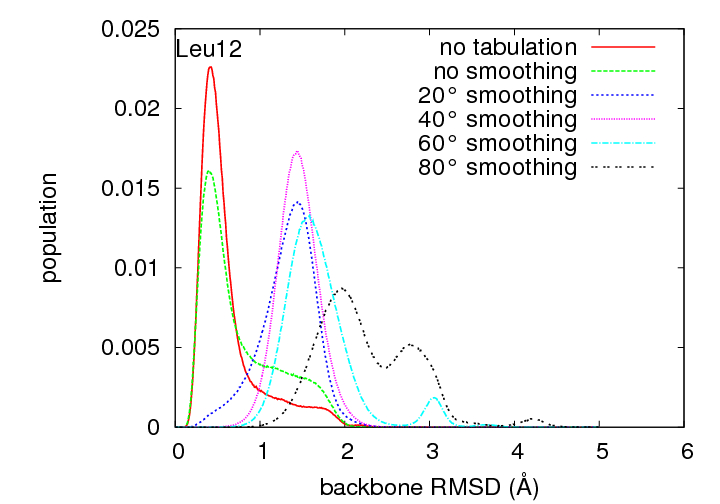 0.025
Leu12
no tabulation
no smoothing
20° smoothing
40° smoothing
60° smoothing
80° smoothing
0.02
0.015
0.01
0.005
0
population
0 1 2 3 4 5 6
backbone RMSD (Å)